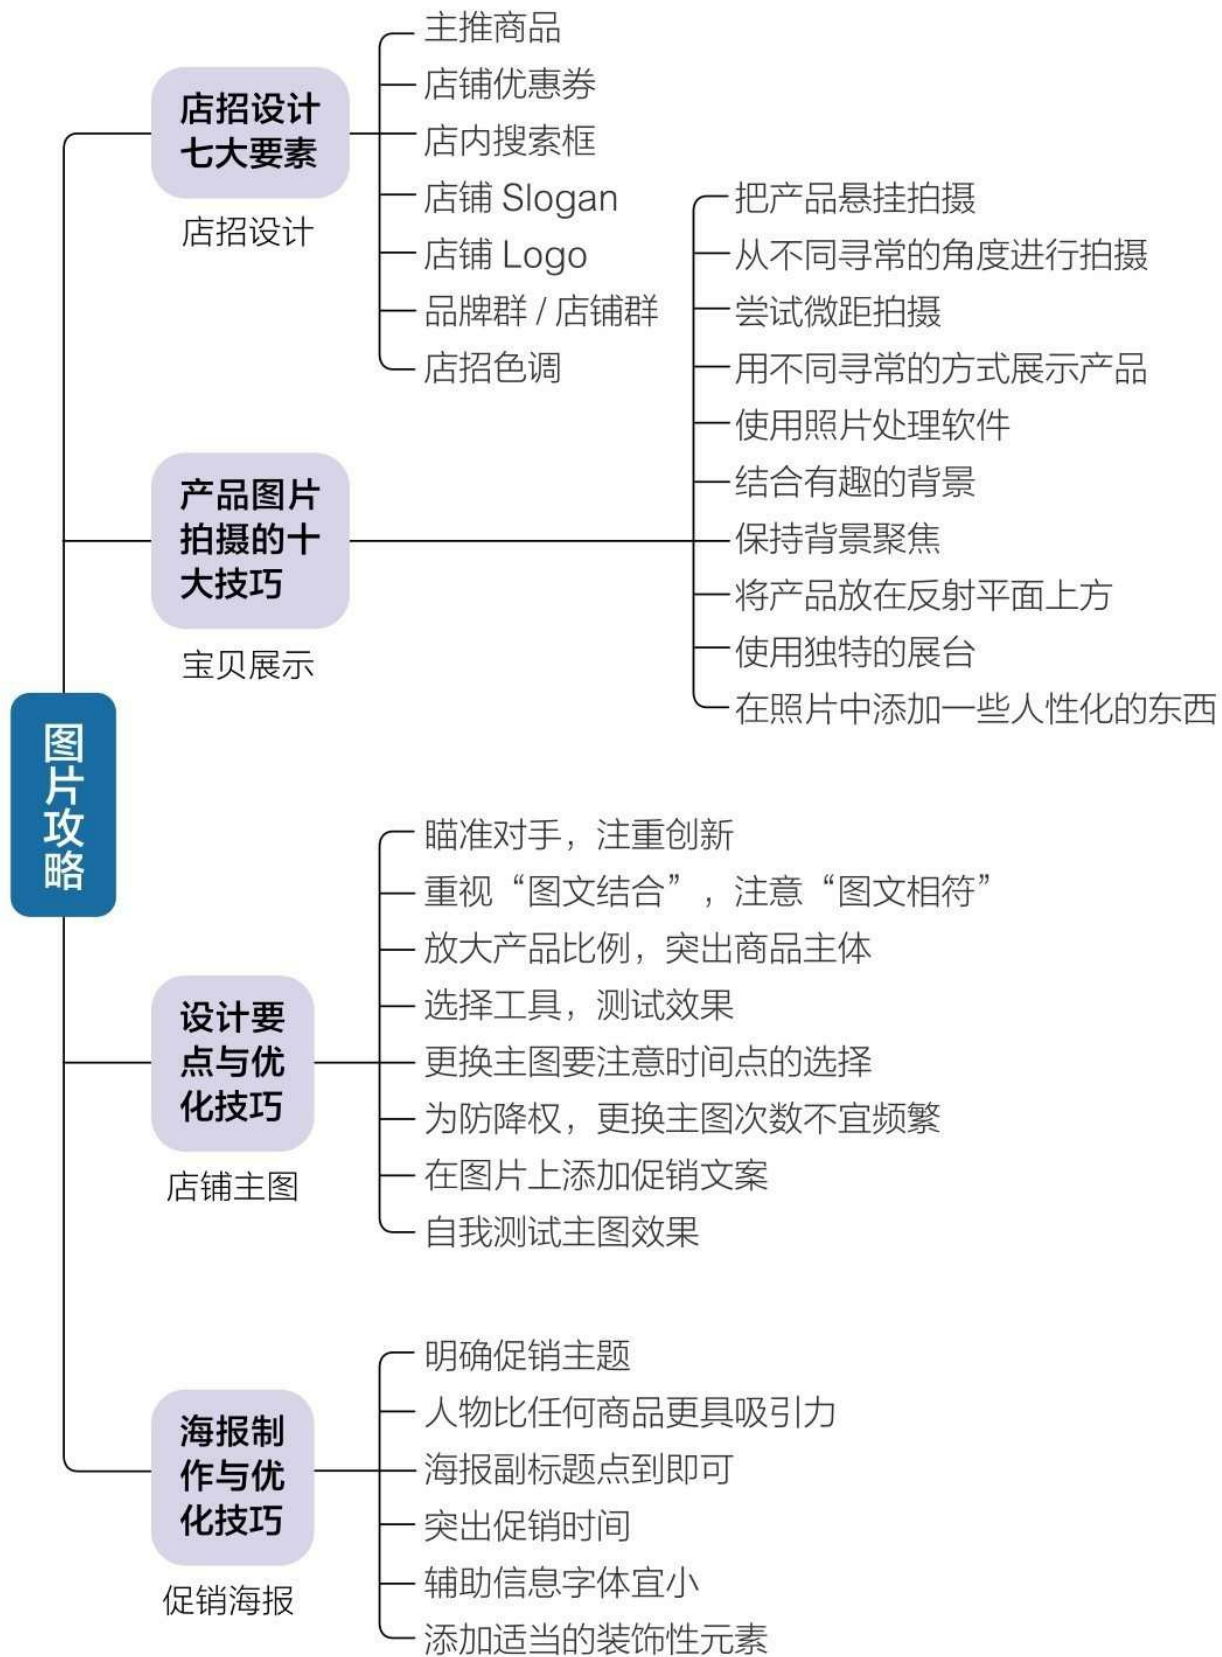 图片攻略
店招设计
七大要素
店招设计
主推商品
店铺优惠券
店内搜索框
店铺 Slogan
店铺 Logo
品牌群 / 店铺群
店招色调
产品图片
拍摄的十
大技巧
宝贝展示
把产品悬挂拍摄
从不同寻常的角度进行拍摄
尝试微距拍摄
用不同寻常的方式展示产品
使用照片处理软件
结合有趣的背景
保持背景聚焦
将产品放在反射平面上方
使用独特的展台
在照片中添加一些人性化的东西
设计要
点与优
化技巧
店铺主图
瞄准对手，注重创新
重视“图文结合”，注意“图文相符”
放大产品比例，突出商品主体
选择工具，测试效果
更换主图要注意时间点的选择
为防降权，更换主图次数不宜频繁
在图片上添加促销文案
自我测试主图效果
海报制
作与优
化技巧
促销海报
明确促销主题
人物比任何商品更具吸引力
海报副标题点到即可
突出促销时间
辅助信息字体宜小
添加适当的装饰性元素